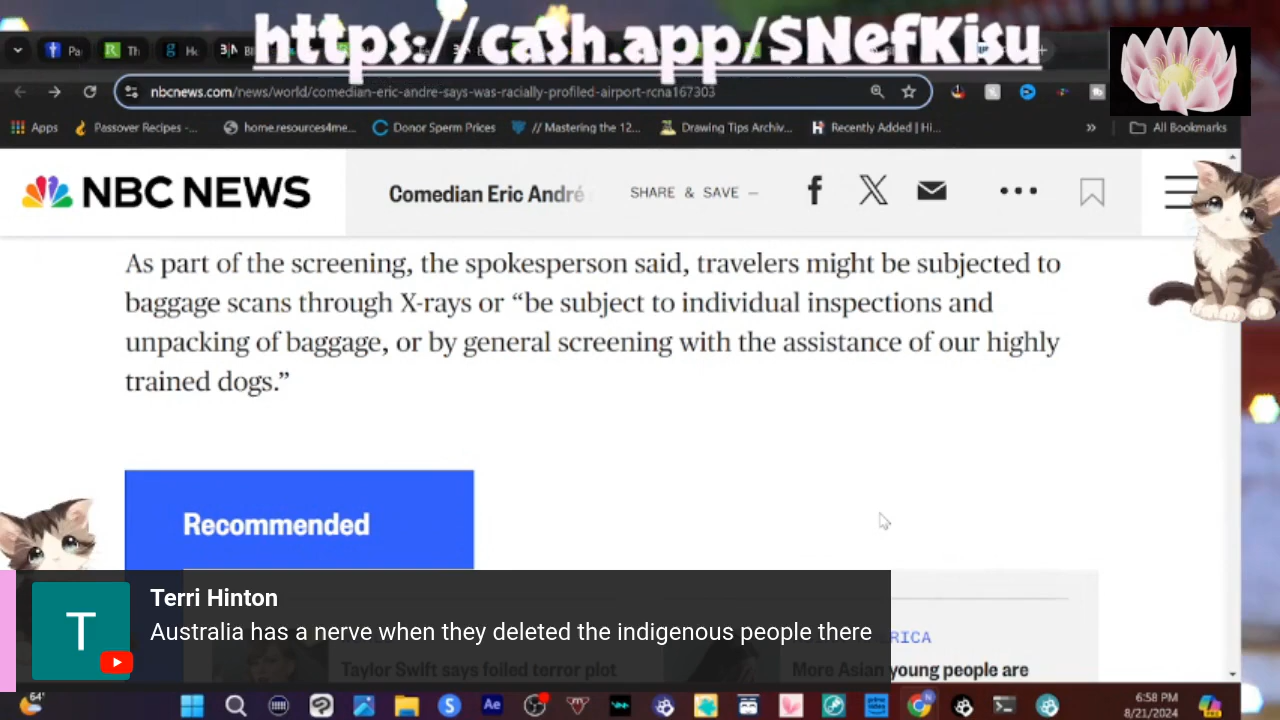 https://cash.app/$NefKisu
nbcnews.com/news/world/comedian-eric-andre-says-was-racially-profiled-airport-rcna167303
Apps
Passover Recipes -...
home.resources4me...
Donor Sperm Prices
// Mastering the 12...
Drawing Tips Archiv...
Recently Added | Hi...
»
All Bookmarks
NBC NEWS
Comedian Eric André
SHARE & SAVE —
As part of the screening, the spokesperson said, travelers might be subjected to
baggage scans through X-rays or “be subject to individual inspections and
unpacking of baggage, or by general screening with the assistance of our highly
trained dogs.”
Recommended
T
Terri Hinton
Australia has a nerve when they deleted the indigenous people there
RICA
Taylor Swift says foiled terror plot
More Asian young people are
64°
6:58 PM
8/21/2024